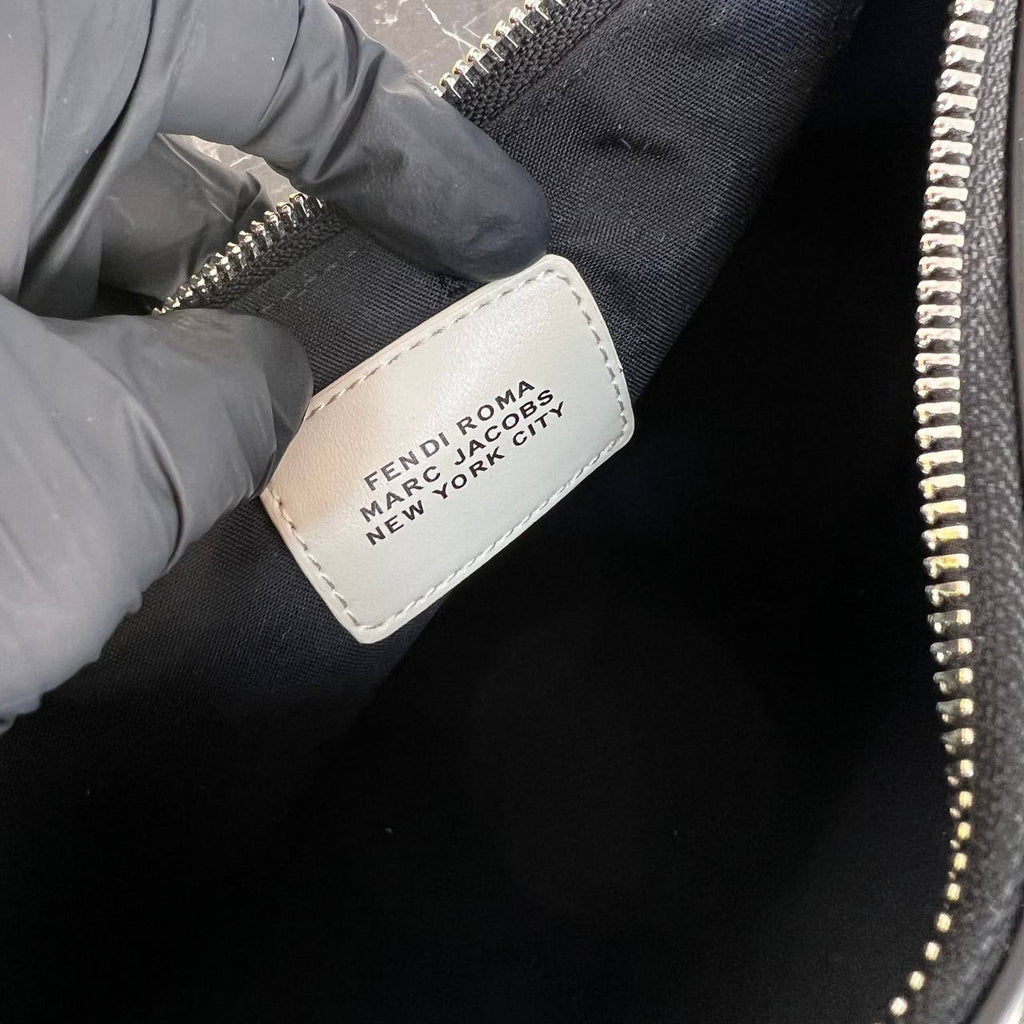 FENDI ROMA
MARC JACOBS
NEW YORK CITY